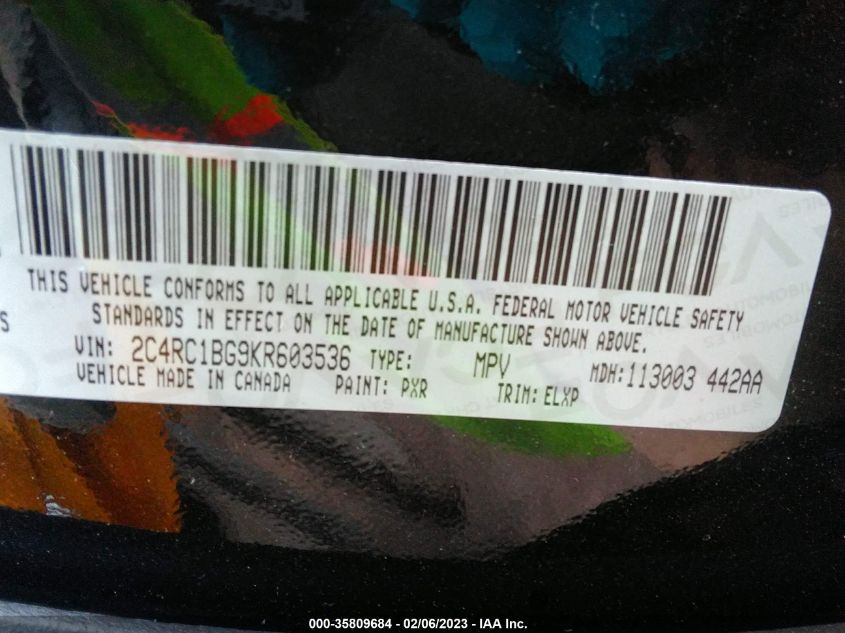 THIS VEHICLE CONFORMS TO ALL APPLICABLE U.S.A. FEDERAL MOTOR VEHICLE SAFETY
STANDARDS IN EFFECT ON THE DATE OF MANUFACTURE SHOWN ABOVE.
VIN: 2C4RC1BG9KR603536 TYPE: MPV MDH:113003 442AA
VEHICLE MADE IN CANADA PAINT: PXR TRIM:ELXP
000-35809684 - 02/06/2023 - IAA Inc.